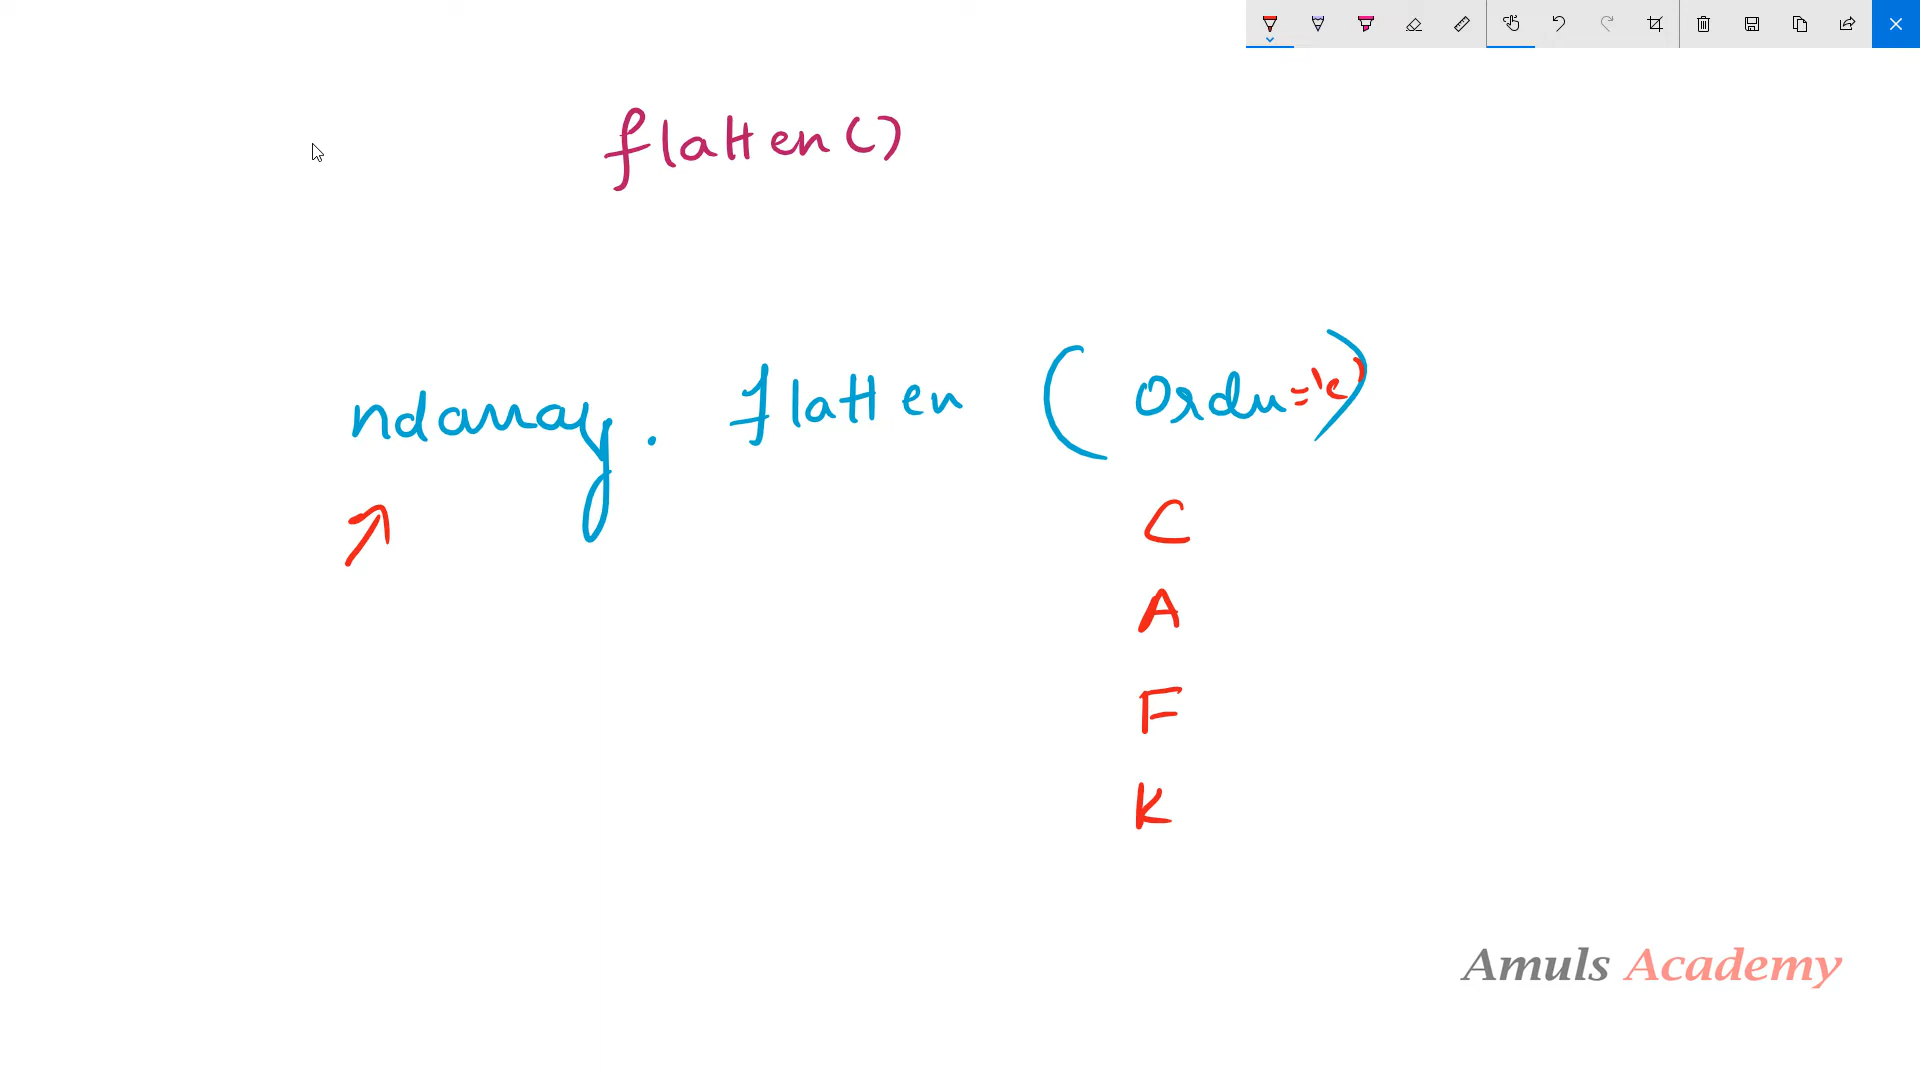 flatten()
ndarray. flatten (order='c')
C
A
F
K
Amuls Academy